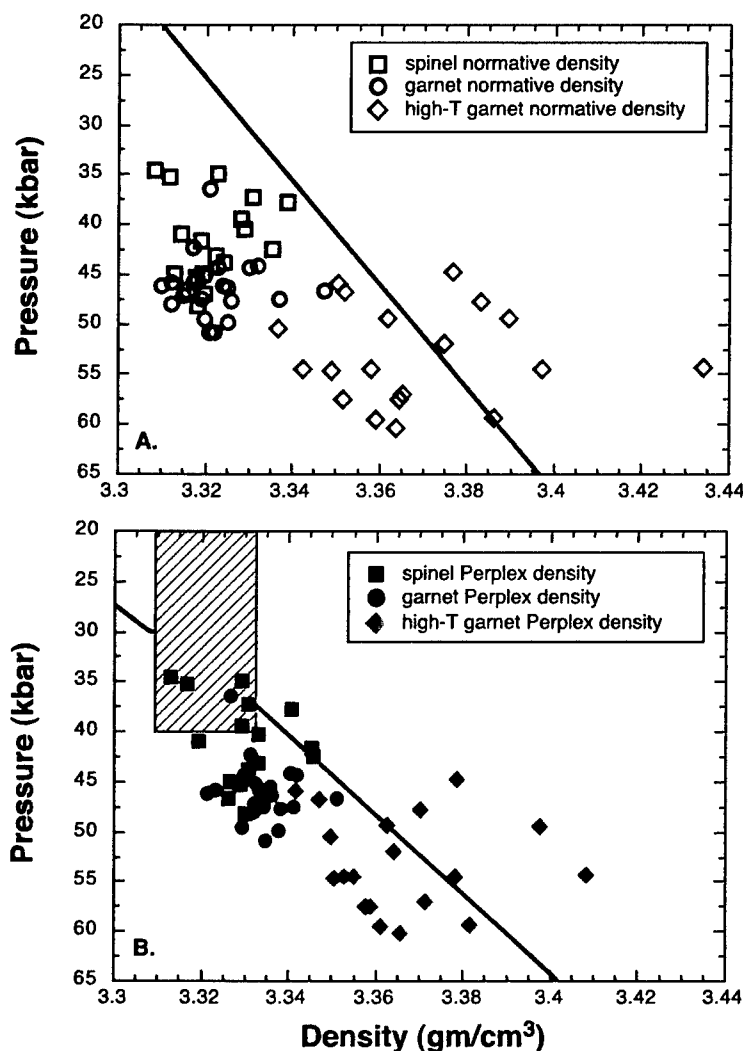 20
25
30
35
40
45
50
55
60
65
Pressure (kbar)
spinel normative density
garnet normative density
high-T garnet normative density
A.
3.3 3.32 3.34 3.36 3.38 3.4 3.42 3.44
20
25
30
35
40
45
50
55
60
65
Pressure (kbar)
spinel Perplex density
garnet Perplex density
high-T garnet Perplex density
B.
3.3 3.32 3.34 3.36 3.38 3.4 3.42 3.44
Density (gm/cm³)